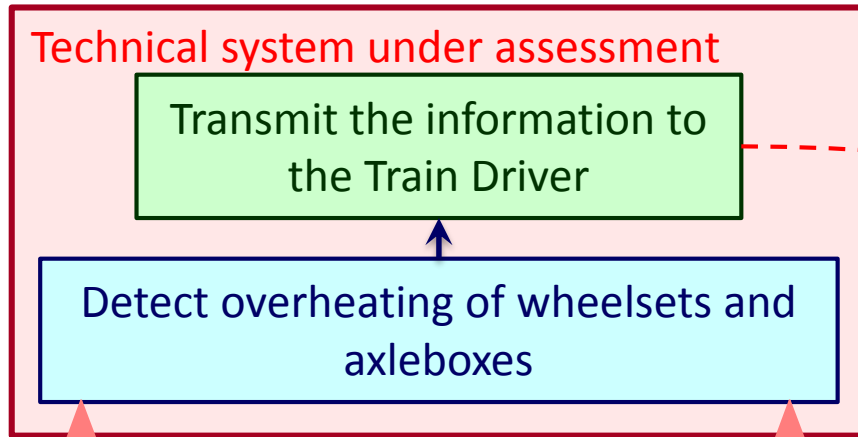 Technical system under assessment
Transmit the information to
the Train Driver
Detect overheating of wheelsets and
axleboxes